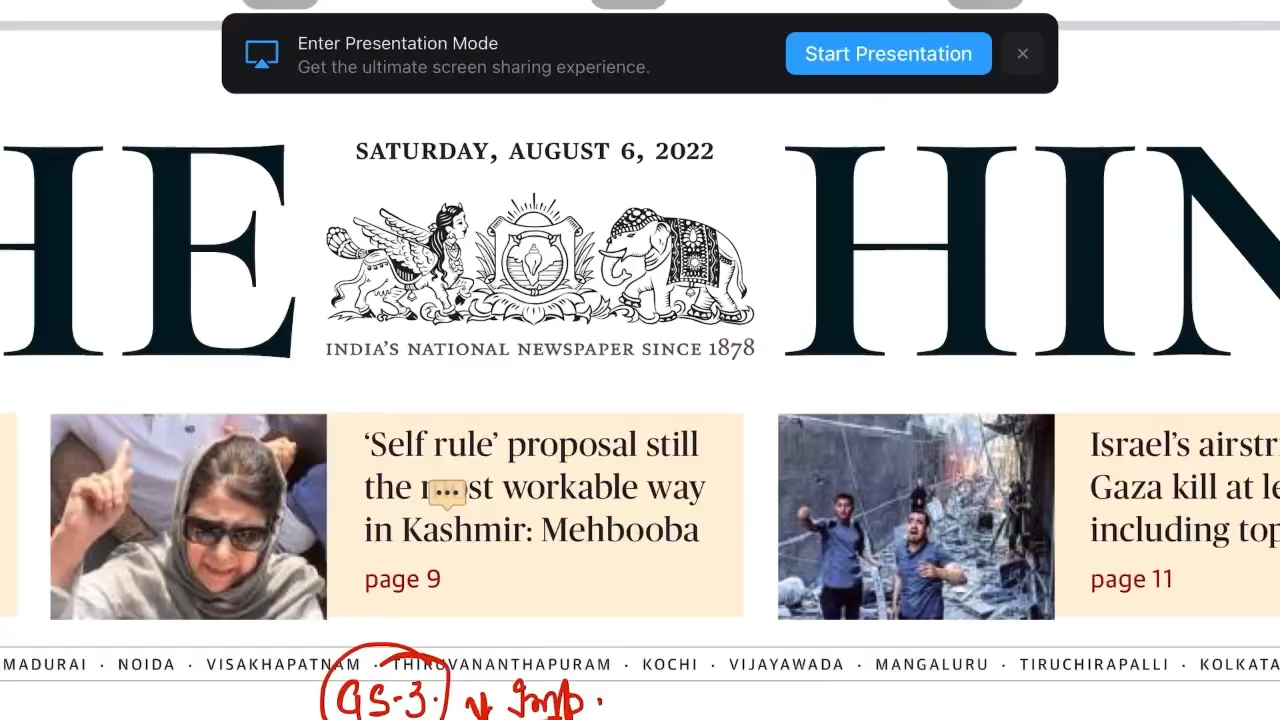 Enter Presentation Mode
Get the ultimate screen sharing experience.
Start Presentation
SATURDAY, AUGUST 6, 2022
HE
HIN
INDIA'S NATIONAL NEWSPAPER SINCE 1878
‘Self rule’ proposal still
the most workable way
in Kashmir: Mehbooba
page 9
Israel’s airstri
Gaza kill at le
including top
page 11
MADURAI · NOIDA · VISAKHAPATNAM · THIRUVANANTHAPURAM · KOCHI · VIJAYAWADA · MANGALURU · TIRUCHIRAPALLI · KOLKATA
GS-3. V Imp.